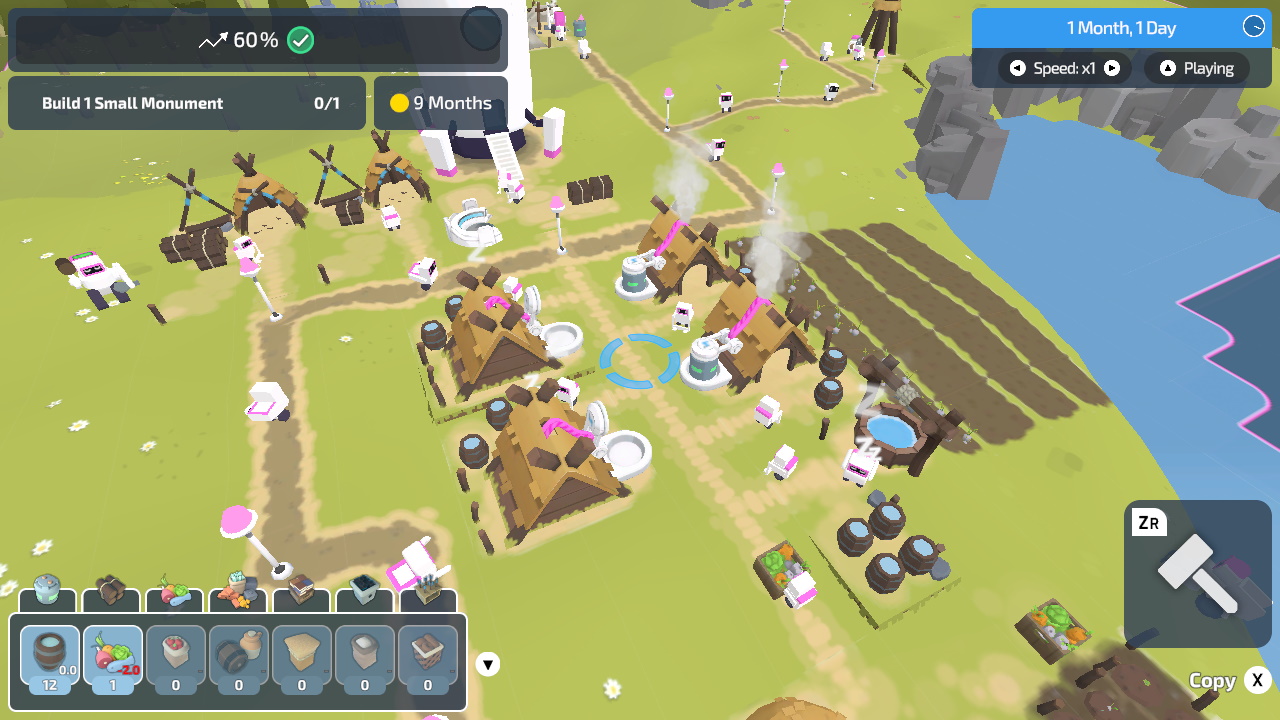 60%
1 Month, 1 Day
Speed: x1
Playing
Build 1 Small Monument
0/1
9 Months
Z
Z
Z
Zz
ZR
0.0
-2.0
12
1
0
0
0
0
0
Copy
X